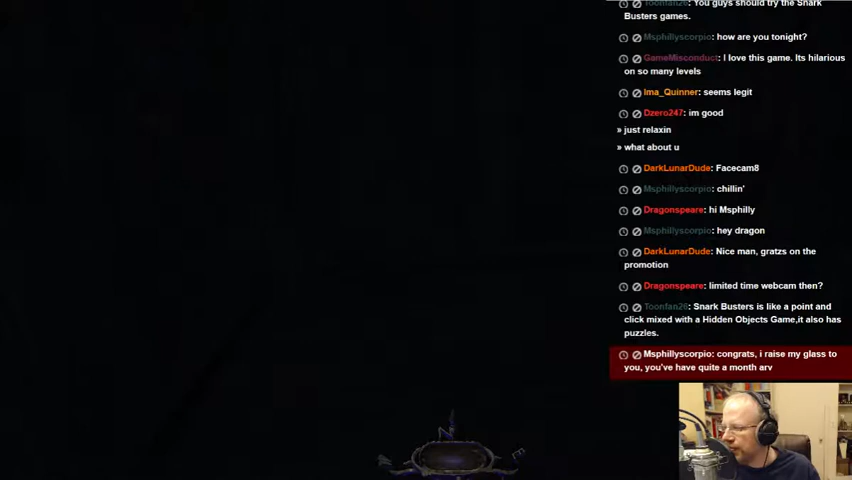 Toonfan26: You guys should try the Snark
Busters games.
Msphillyscorpio: how are you tonight?
GameMisconduct: I love this game. Its hilarious
on so many levels
Ima_Quinner: seems legit
Dzero247: im good
» just relaxin
» what about u
DarkLunarDude: Facecam8
Msphillyscorpio: chillin'
Dragonspeare: hi Msphilly
Msphillyscorpio: hey dragon
DarkLunarDude: Nice man, gratzs on the
promotion
Dragonspeare: limited time webcam then?
Toonfan26: Snark Busters is like a point and
click mixed with a Hidden Objects Game,it also has
puzzles.
Msphillyscorpio: congrats, i raise my glass to
you, you've have quite a month arv